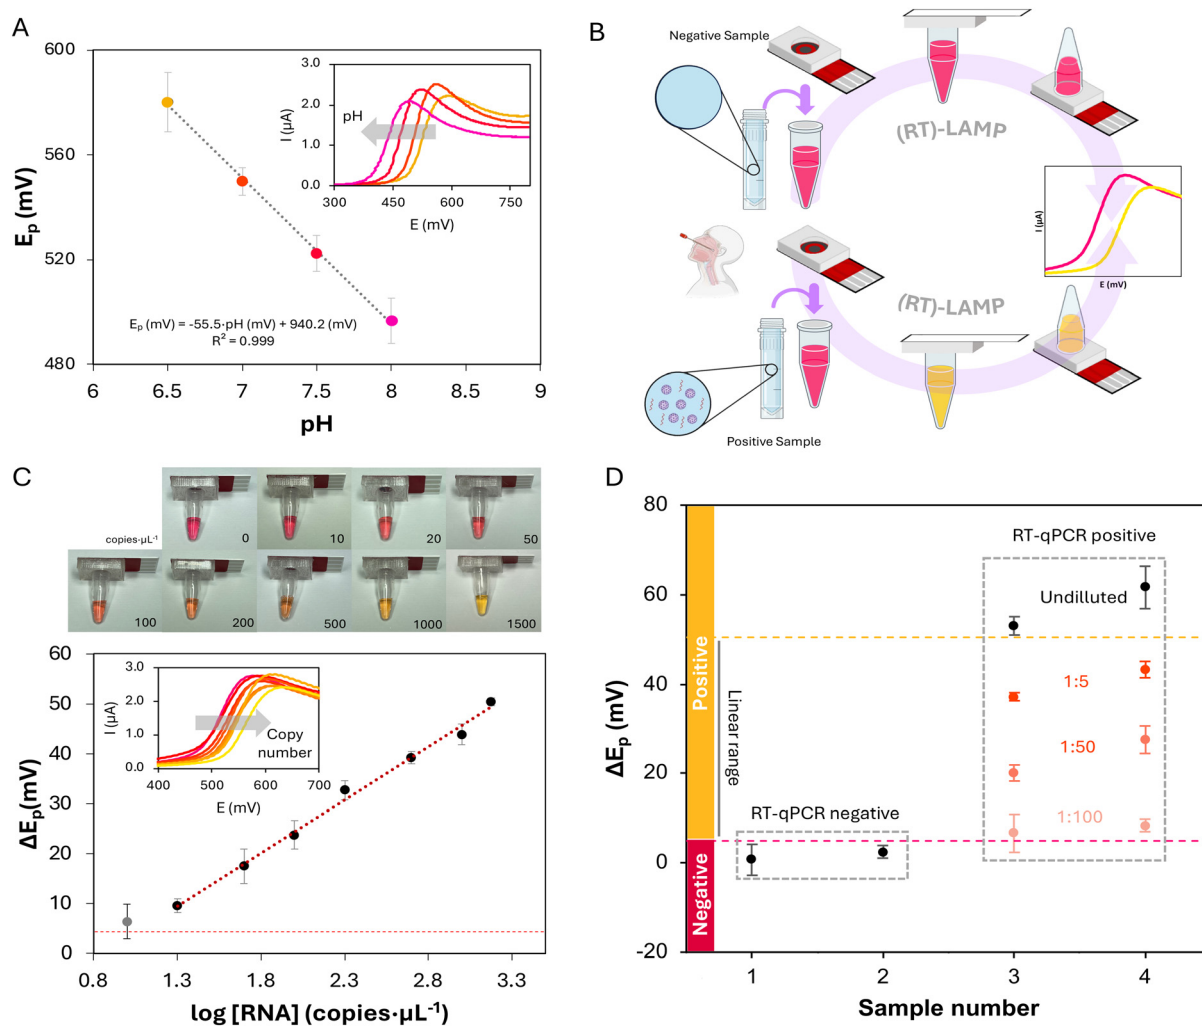 A
600
560
520
480
Eₚ (mV)
6
6.5
7
7.5
8
8.5
9
pH
Eₚ (mV) = -55.5·pH (mV) + 940.2 (mV)
R² = 0.999
3.0
2.0
1.0
0.0
I (µA)
pH
300
450
600
750
E (mV)
B
Negative Sample
(RT)-LAMP
I (µA)
E (mV)
(RT)-LAMP
Positive Sample
C
copies·µL⁻¹
0
10
20
50
100
200
500
1000
1500
60
50
40
30
20
10
0
ΔEₚ(mV)
3.0
2.0
1.0
0.0
I (µA)
Copy
number
400
500
600
700
E (mV)
0.8
1.3
1.8
2.3
2.8
3.3
log [RNA] (copies·µL⁻¹)
D
80
60
40
20
0
-20
ΔEₚ (mV)
Positive
Negative
Linear range
RT-qPCR positive
Undilluted
1:5
1:50
1:100
RT-qPCR negative
1
2
3
4
Sample number